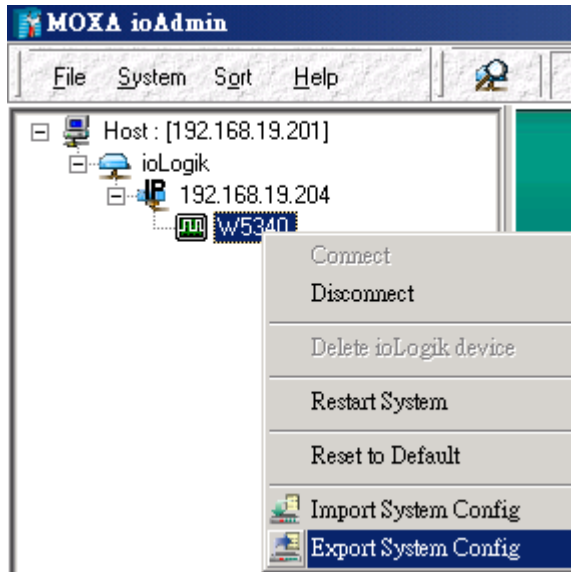 MOXA ioAdmin
File System Sort Help
Host : [192.168.19.201]
ioLogik
IP 192.168.19.204
W5340
Connect
Disconnect
Delete ioLogik device
Restart System
Reset to Default
Import System Config
Export System Config